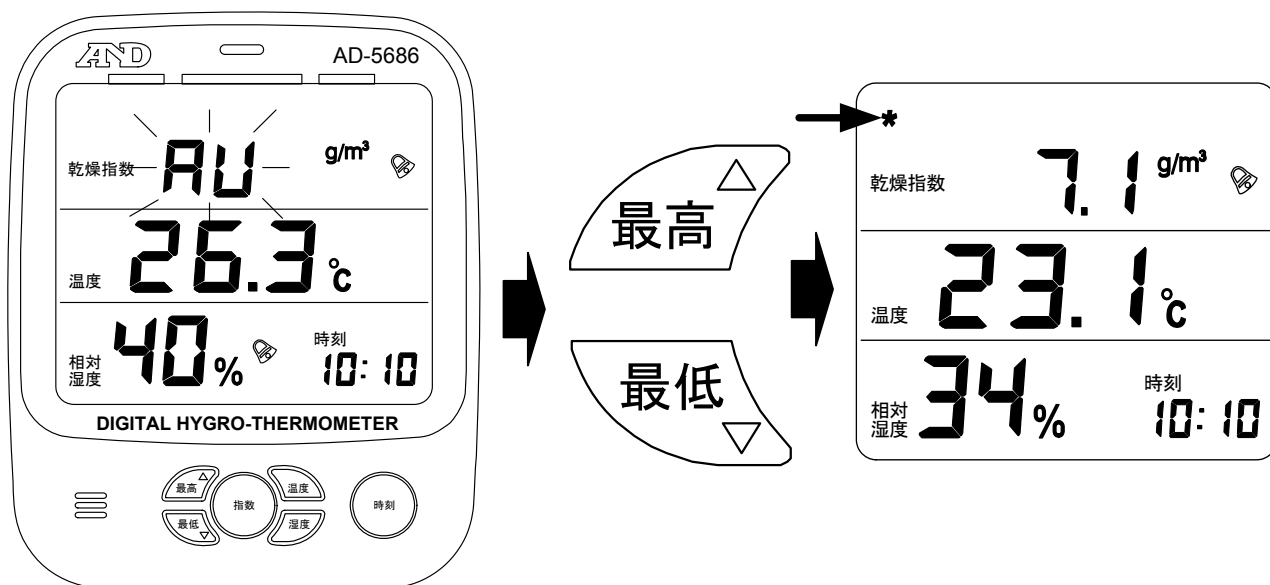 AND
AD-5686
乾燥指数 AU g/m³
温度 26.3 ℃
相対湿度 40%
時刻 10:10
DIGITAL HYGRO-THERMOMETER
最高
最低
指数
温度
湿度
時刻
最高
最低
*
乾燥指数 7.1 g/m³
温度 23.1 ℃
相対湿度 34%
時刻 10:10